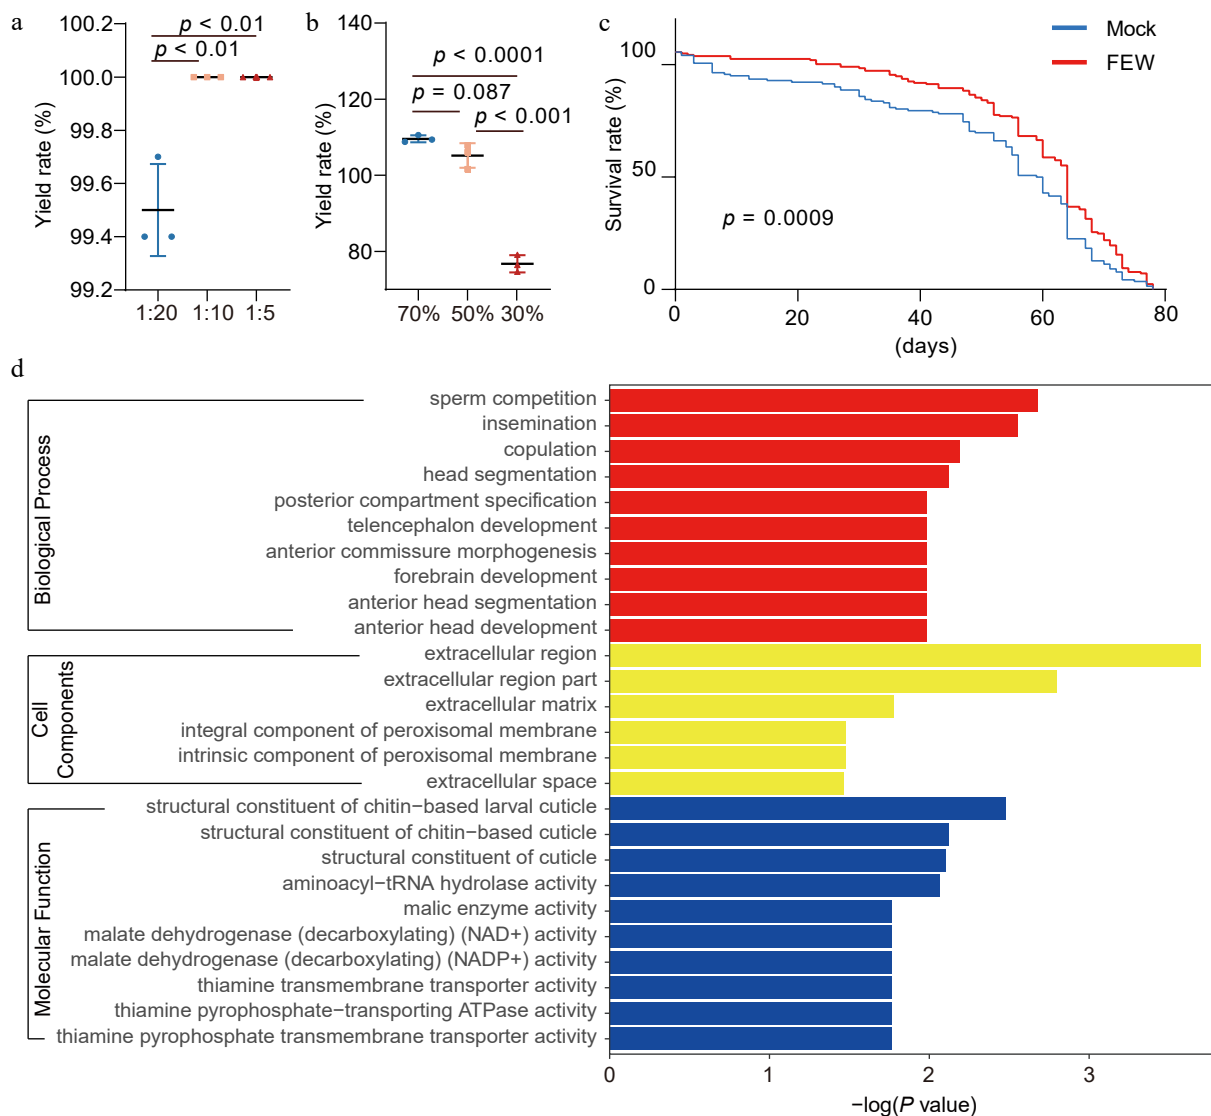 a
100.2
100.0
99.8
99.6
99.4
99.2
Yield rate (%)
p < 0.01
p < 0.01
1:20
1:10
1:5
b
140
120
100
80
Yield rate (%)
p < 0.0001
p = 0.087
p < 0.001
70%
50%
30%
c
100
50
0
Survival rate (%)
Mock
FEW
p = 0.0009
0
20
40
60
80
(days)
d
Biological Process
sperm competition
insemination
copulation
head segmentation
posterior compartment specification
telencephalon development
anterior commissure morphogenesis
forebrain development
anterior head segmentation
anterior head development
Cell
Components
extracellular region
extracellular region part
extracellular matrix
integral component of peroxisomal membrane
intrinsic component of peroxisomal membrane
extracellular space
Molecular Function
structural constituent of chitin−based larval cuticle
structural constituent of chitin−based cuticle
structural constituent of cuticle
aminoacyl−tRNA hydrolase activity
malic enzyme activity
malate dehydrogenase (decarboxylating) (NAD+) activity
malate dehydrogenase (decarboxylating) (NADP+) activity
thiamine transmembrane transporter activity
thiamine pyrophosphate−transporting ATPase activity
thiamine pyrophosphate transmembrane transporter activity
0
1
2
3
−log(P value)